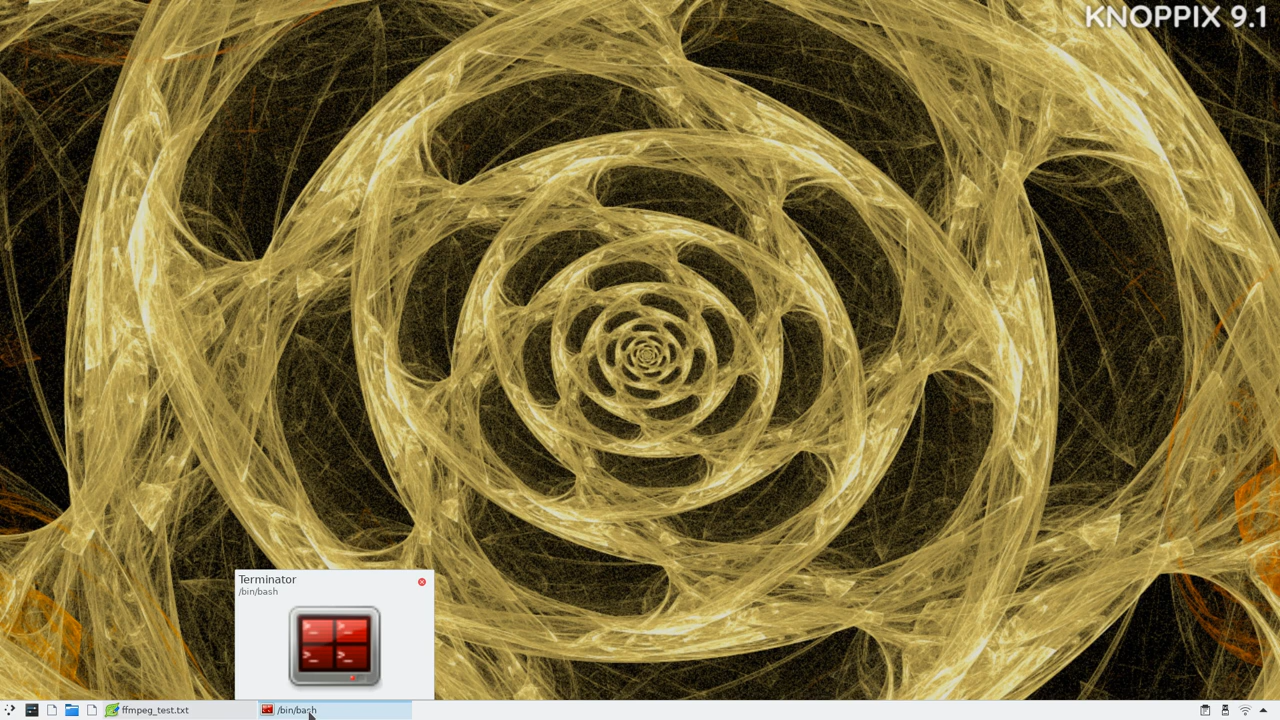 KNOPPIX 9.1
Terminator
/bin/bash
ffmpeg_test.txt
/bin/bash